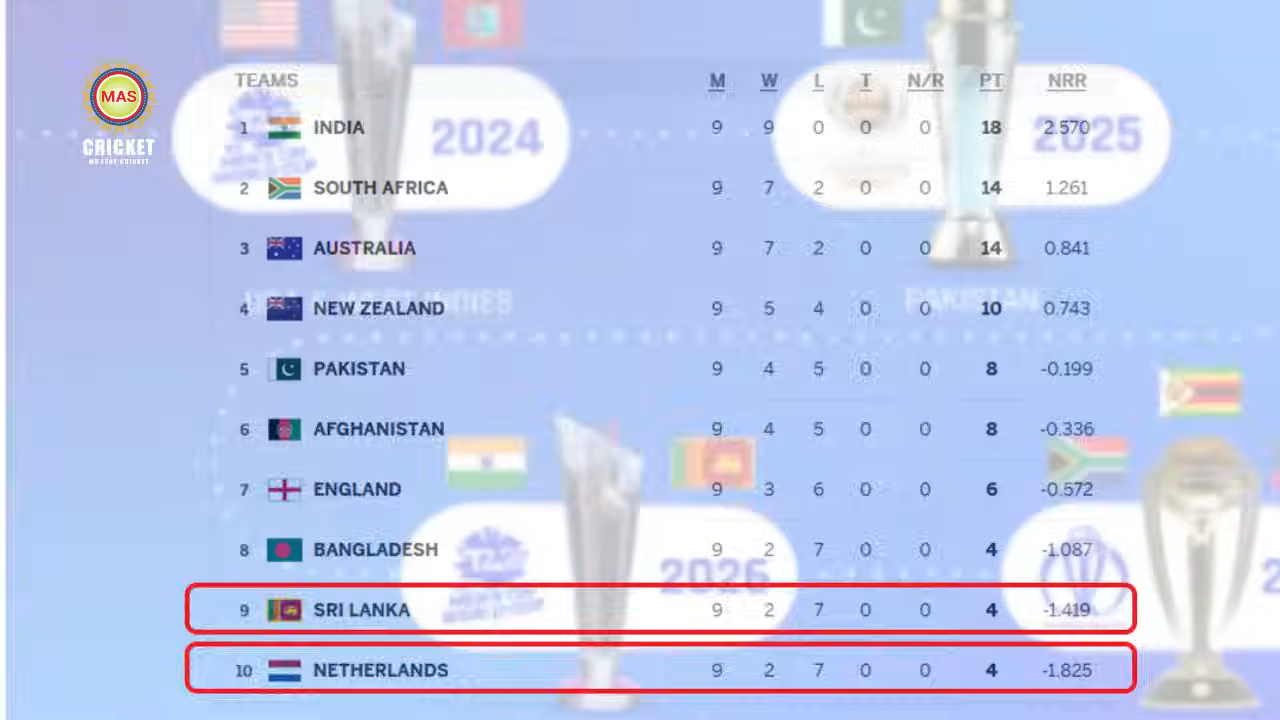 MAS
CRICKET
WE LOVE CRICKET
TEAMS M W L T N/R PT NRR
1 INDIA 9 9 0 0 0 18 2.570
2024
2025
2 SOUTH AFRICA 9 7 2 0 0 14 1.261
3 AUSTRALIA 9 7 2 0 0 14 0.841
PAKISTAN
4 NEW ZEALAND 9 5 4 0 0 10 0.743
5 PAKISTAN 9 4 5 0 0 8 -0.199
6 AFGHANISTAN 9 4 5 0 0 8 -0.336
7 ENGLAND 9 3 6 0 0 6 -0.572
8 BANGLADESH 9 2 7 0 0 4 -1.087
2026
9 SRI LANKA 9 2 7 0 0 4 -1.419
10 NETHERLANDS 9 2 7 0 0 4 -1.825